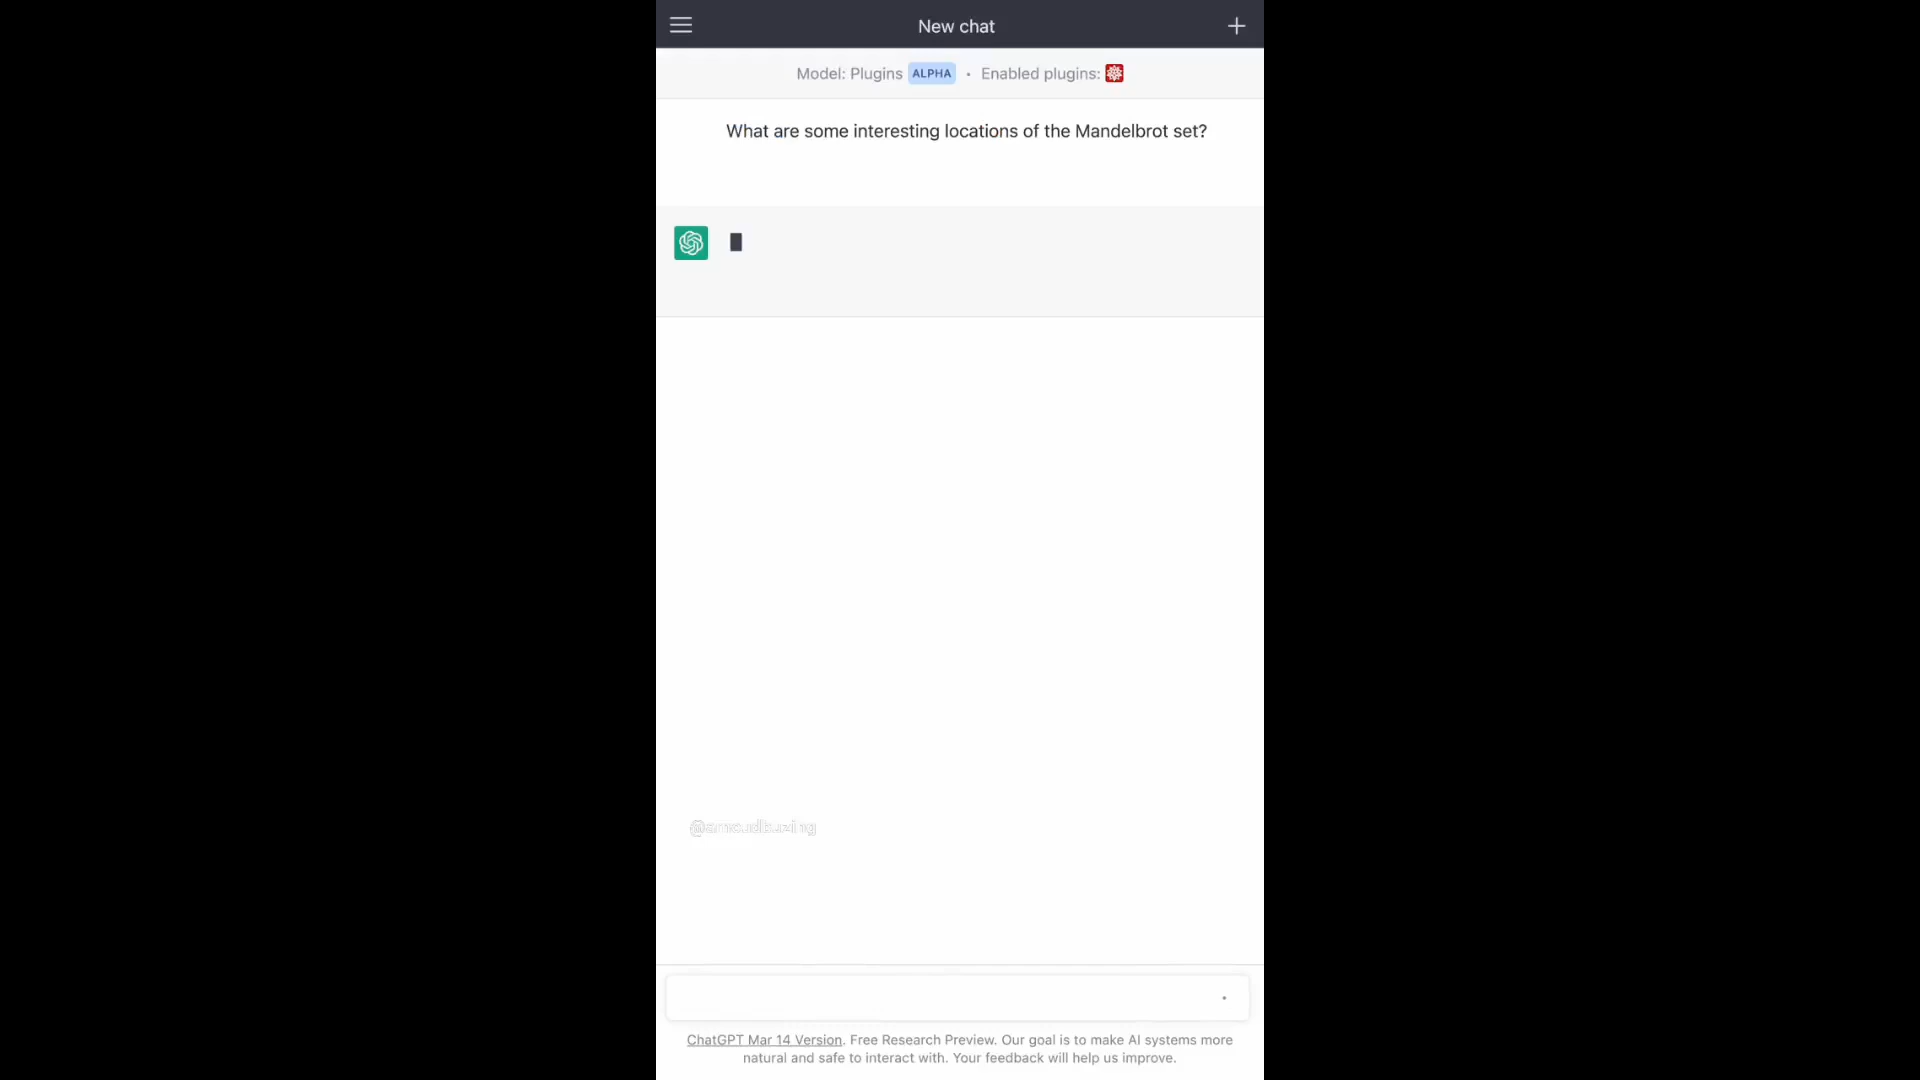 New chat
Model: Plugins ALPHA • Enabled plugins:
What are some interesting locations of the Mandelbrot set?
ChatGPT Mar 14 Version. Free Research Preview. Our goal is to make AI systems more
natural and safe to interact with. Your feedback will help us improve.